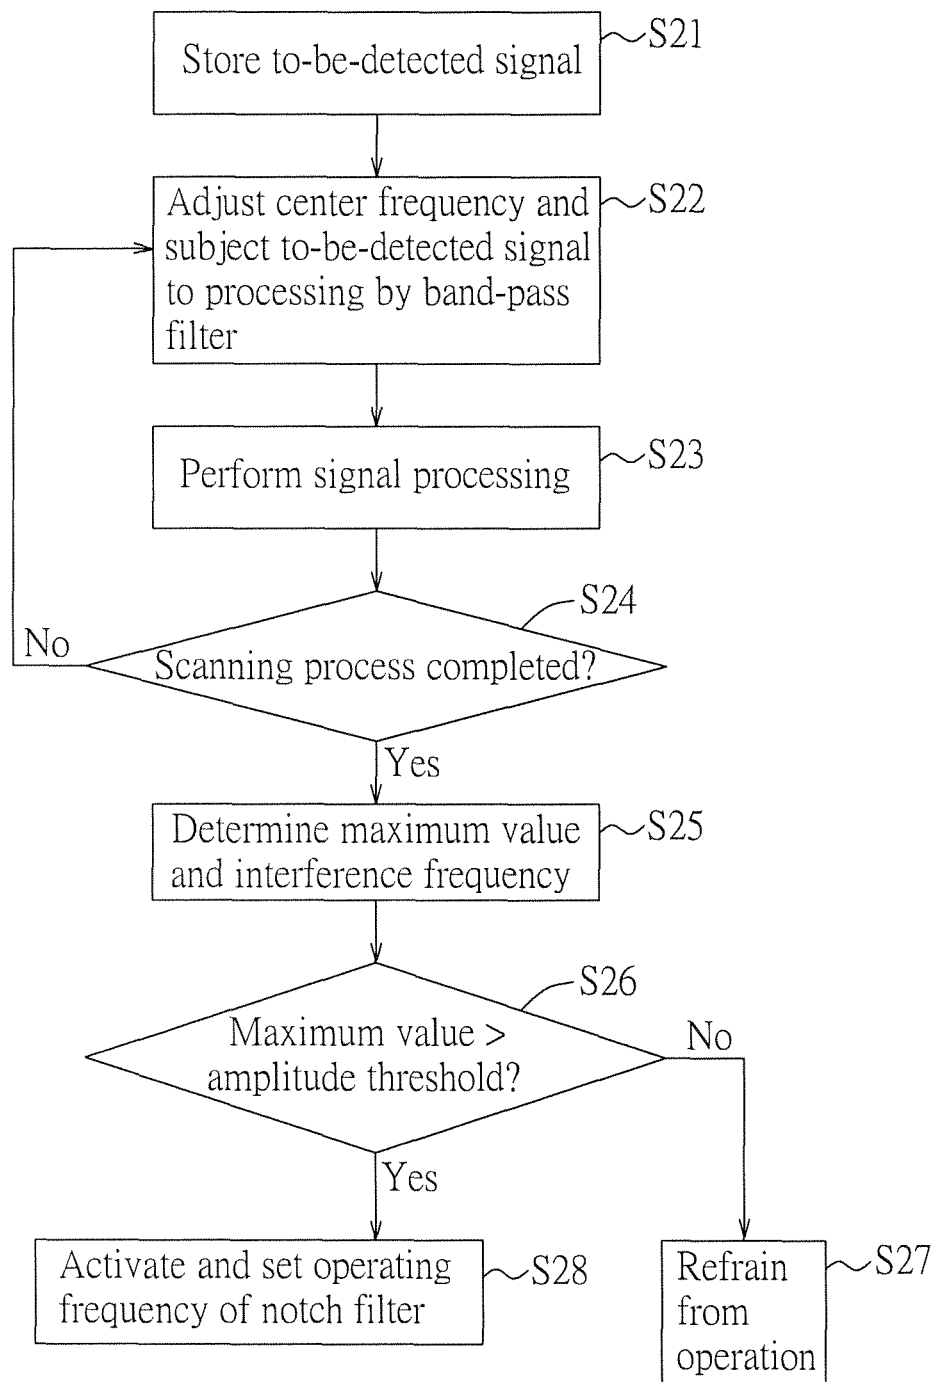 Store to-be-detected signal
S21
Adjust center frequency and
subject to-be-detected signal
to processing by band-pass
filter
S22
Perform signal processing
S23
S24
Scanning process completed?
No
Yes
Determine maximum value
and interference frequency
S25
S26
Maximum value >
amplitude threshold?
No
Yes
Activate and set operating
frequency of notch filter
S28
Refrain
from
operation
S27